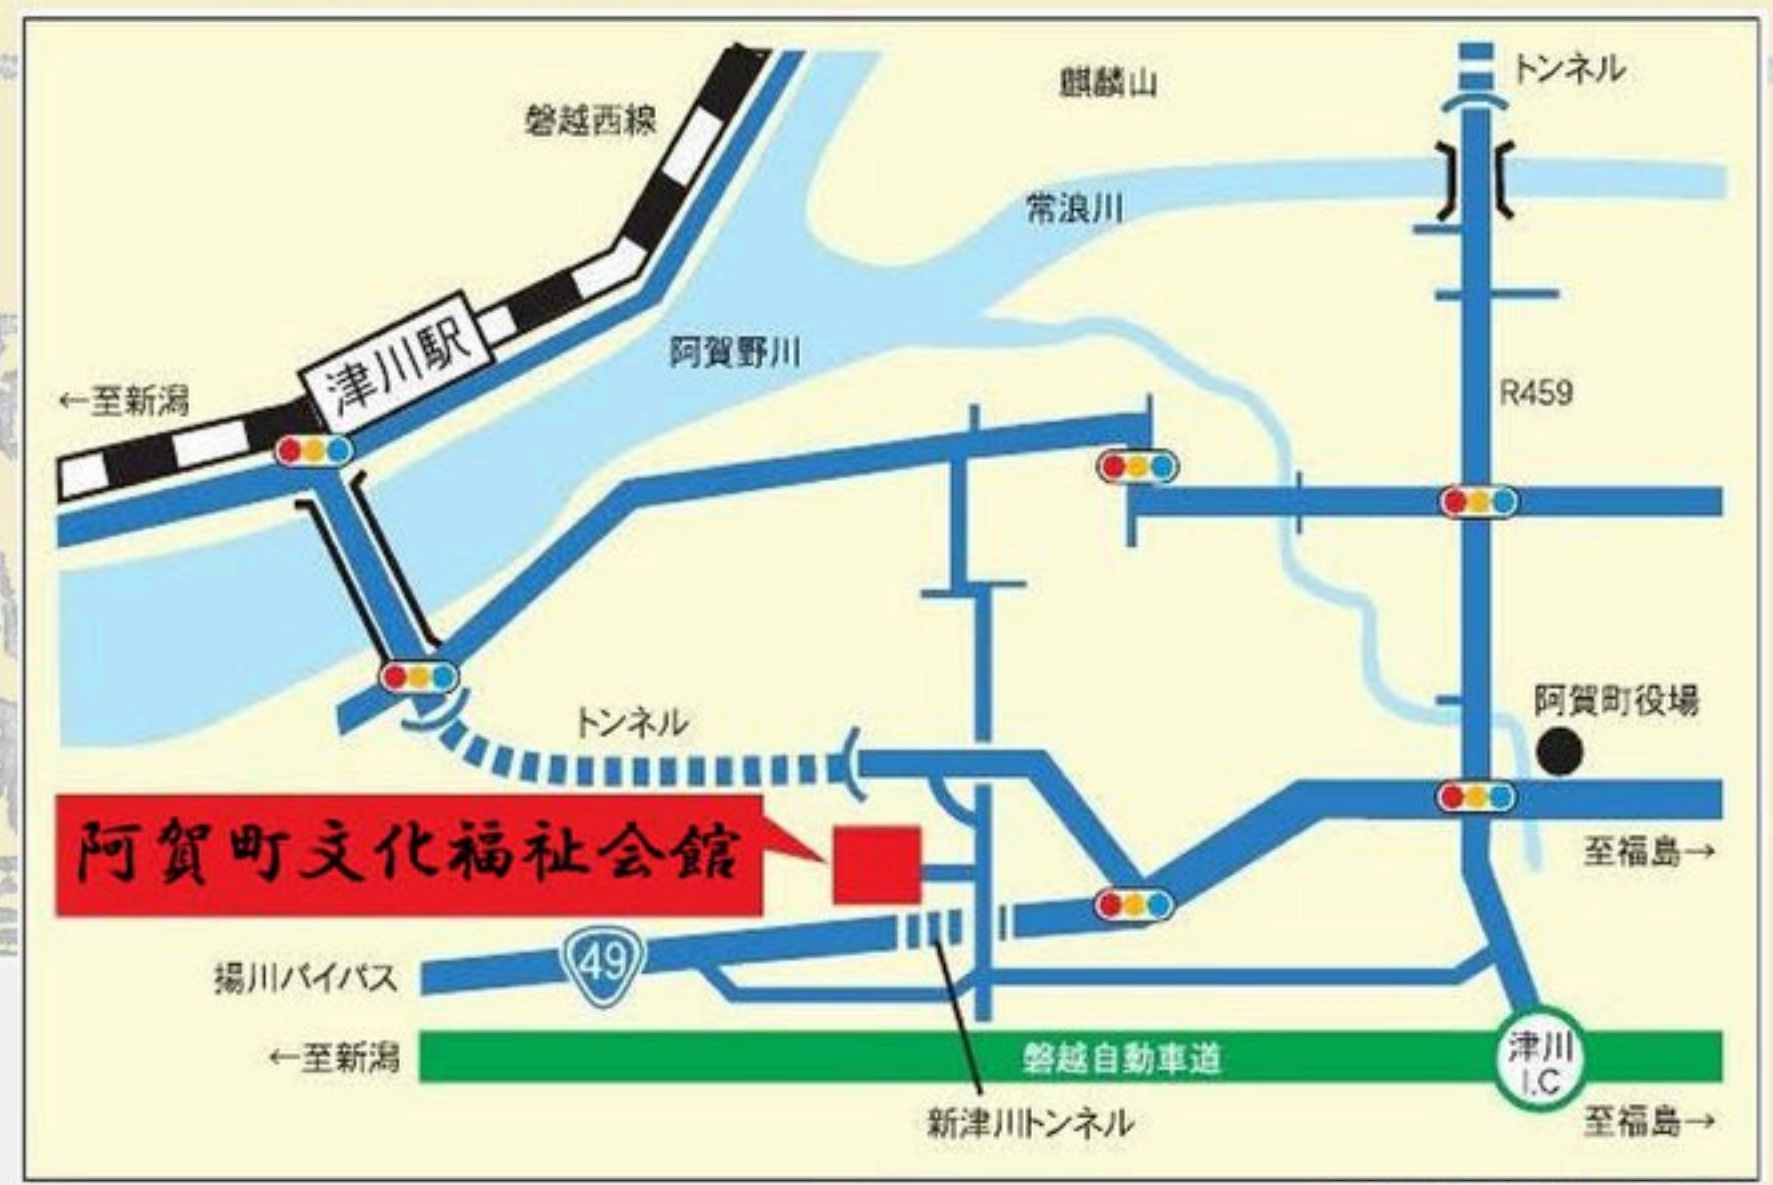 トンネル
麒麟山
磐越西線
常浪川
津川駅
阿賀野川
←至新潟
R459
阿賀町役場
トンネル
阿賀町文化福祉会館
至福島→
49
揚川バイパス
←至新潟
磐越自動車道
津川
I.C
新津川トンネル
至福島→